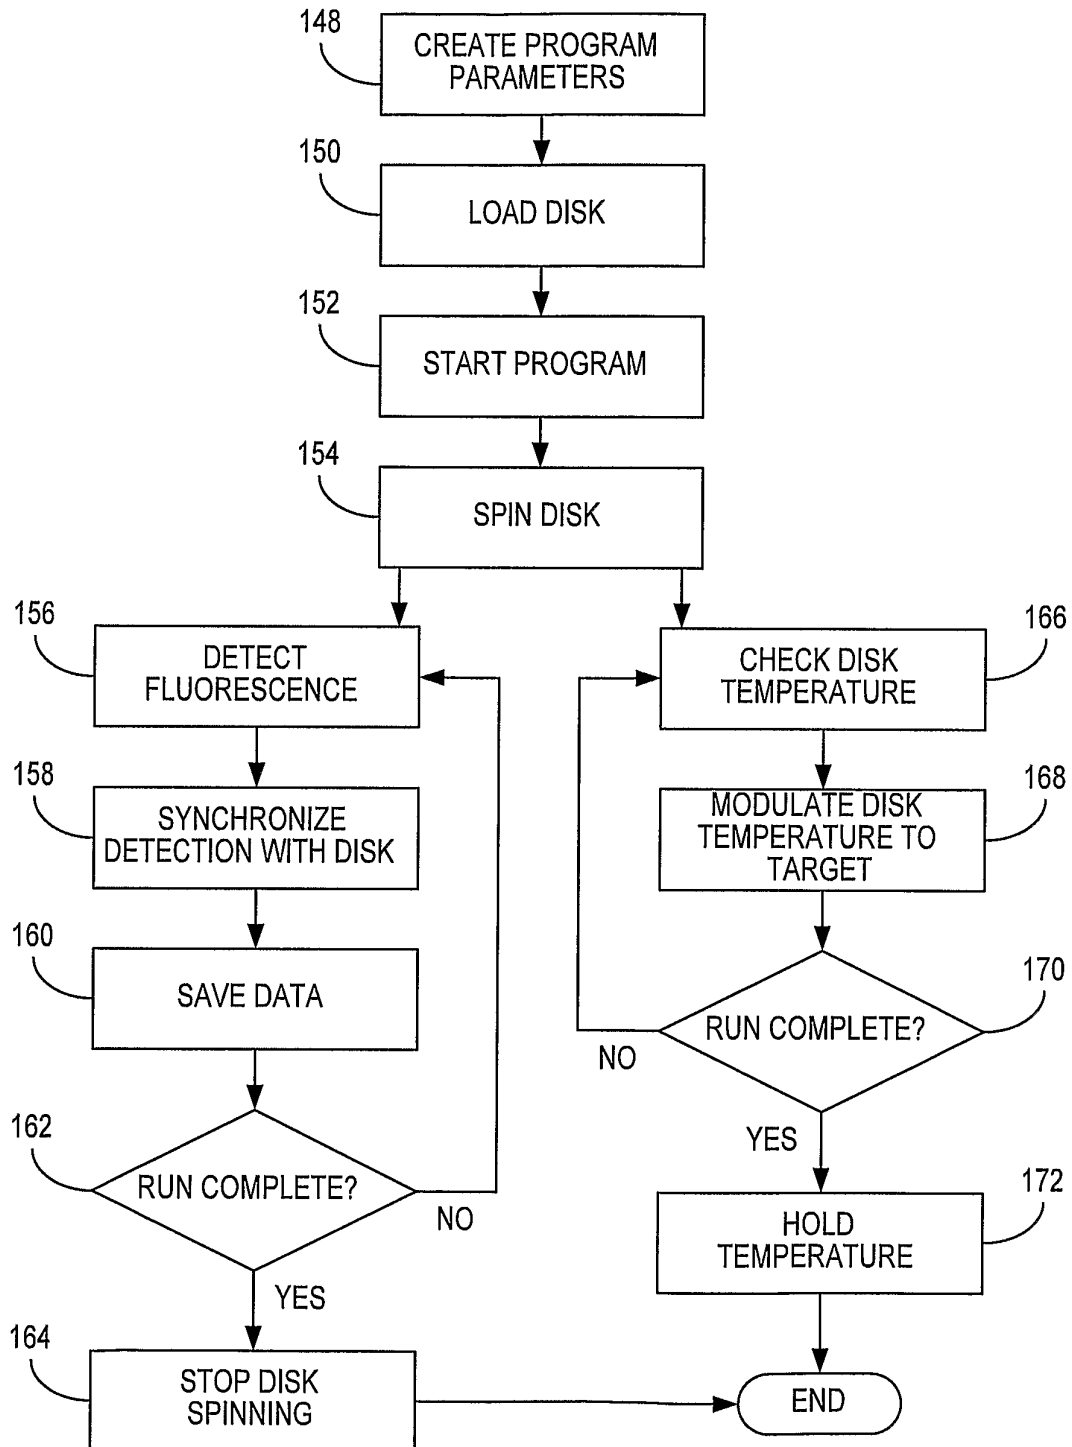 148
CREATE PROGRAM
PARAMETERS
150
LOAD DISK
152
START PROGRAM
154
SPIN DISK
156
DETECT
FLUORESCENCE
158
SYNCHRONIZE
DETECTION WITH DISK
160
SAVE DATA
162
RUN COMPLETE?
NO
YES
164
STOP DISK
SPINNING
166
CHECK DISK
TEMPERATURE
168
MODULATE DISK
TEMPERATURE TO
TARGET
170
RUN COMPLETE?
NO
YES
172
HOLD
TEMPERATURE
END